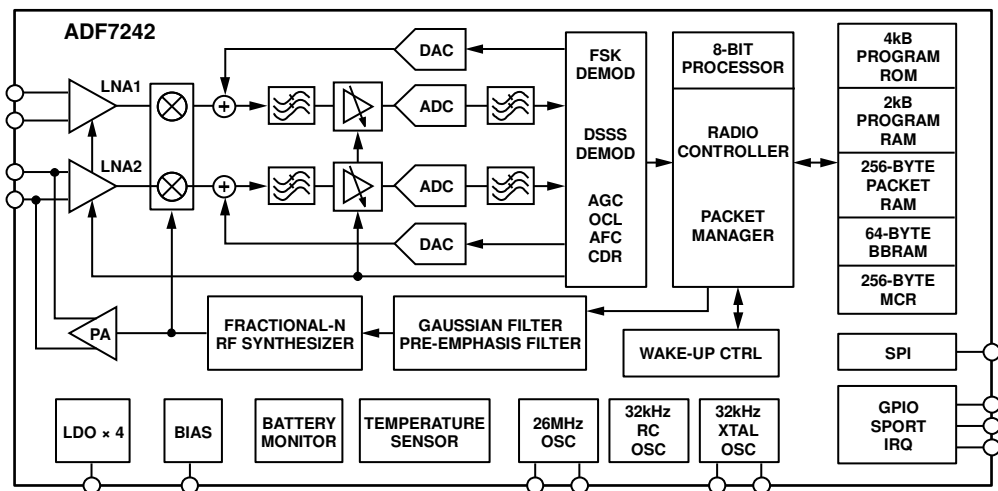 ADF7242
LNA1
LNA2
DAC
ADC
ADC
DAC
FSK
DEMOD
DSSS
DEMOD
AGC
OCL
AFC
CDR
8-BIT
PROCESSOR
RADIO
CONTROLLER
PACKET
MANAGER
4kB
PROGRAM
ROM
2kB
PROGRAM
RAM
256-BYTE
PACKET
RAM
64-BYTE
BBRAM
256-BYTE
MCR
PA
FRACTIONAL-N
RF SYNTHESIZER
GAUSSIAN FILTER
PRE-EMPHASIS FILTER
WAKE-UP CTRL
SPI
GPIO
SPORT
IRQ
LDO × 4
BIAS
BATTERY
MONITOR
TEMPERATURE
SENSOR
26MHz
OSC
32kHz
RC
OSC
32kHz
XTAL
OSC